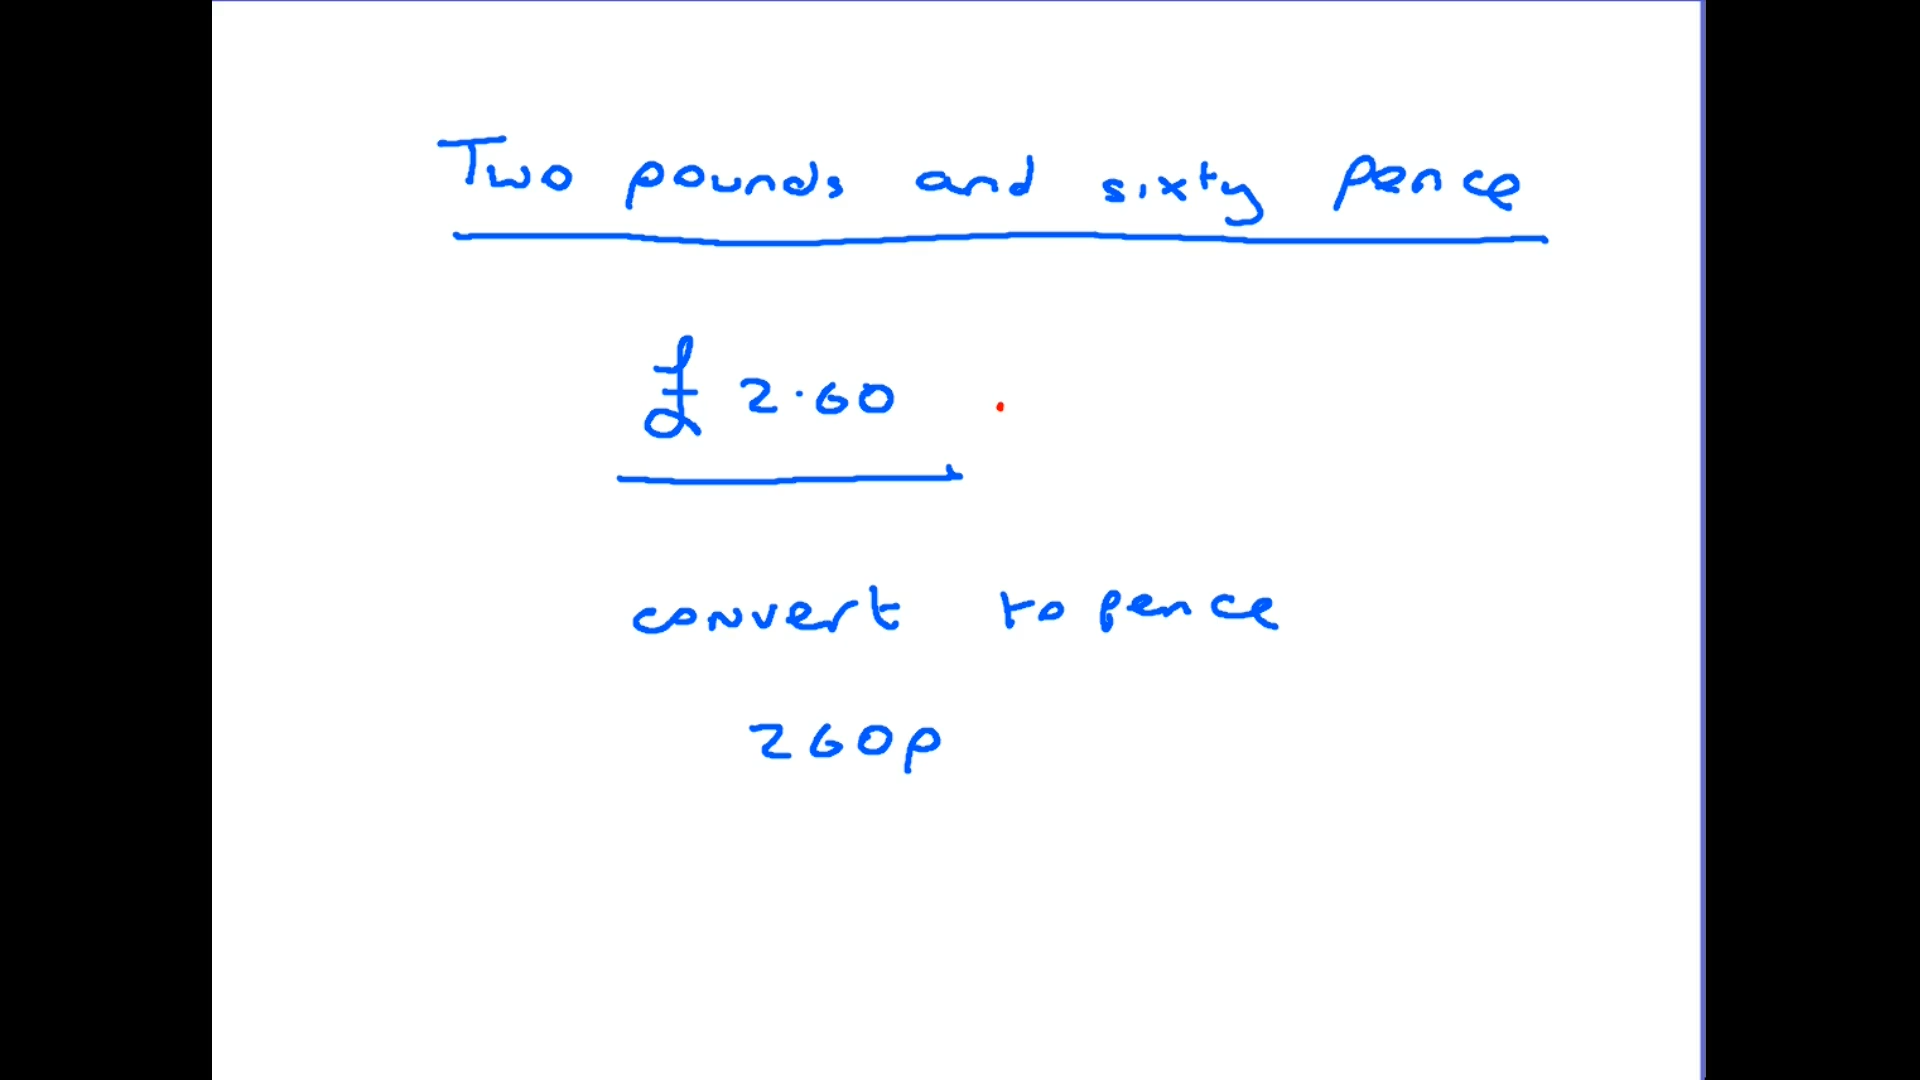 Two pounds and sixty pence
£ 2.60
convert to pence
260p